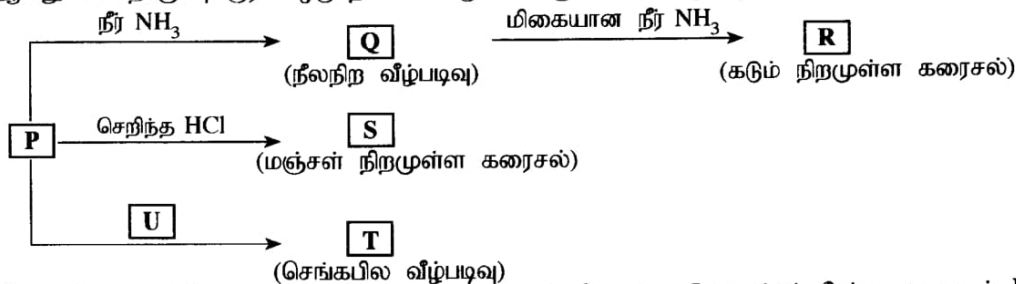 நீர் NH3
Q
(நீலநிற வீழ்படிவு)
மிகையான நீர் NH3
R
(கடும் நிறமுள்ள கரைசல்)
P
செறிந்த HCl
S
(மஞ்சள் நிறமுள்ள கரைசல்)
U
T
(செங்கபில வீழ்படிவு)